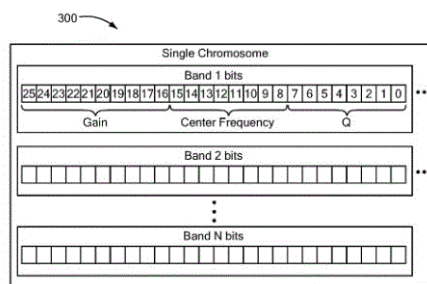 300
Single Chromosome
Band 1 bits
25 24 23 22 21 20 19 18 17 16 15 14 13 12 11 10 9 8 7 6 5 4 3 2 1 0
Gain Center Frequency Q
Band 2 bits
Band N bits